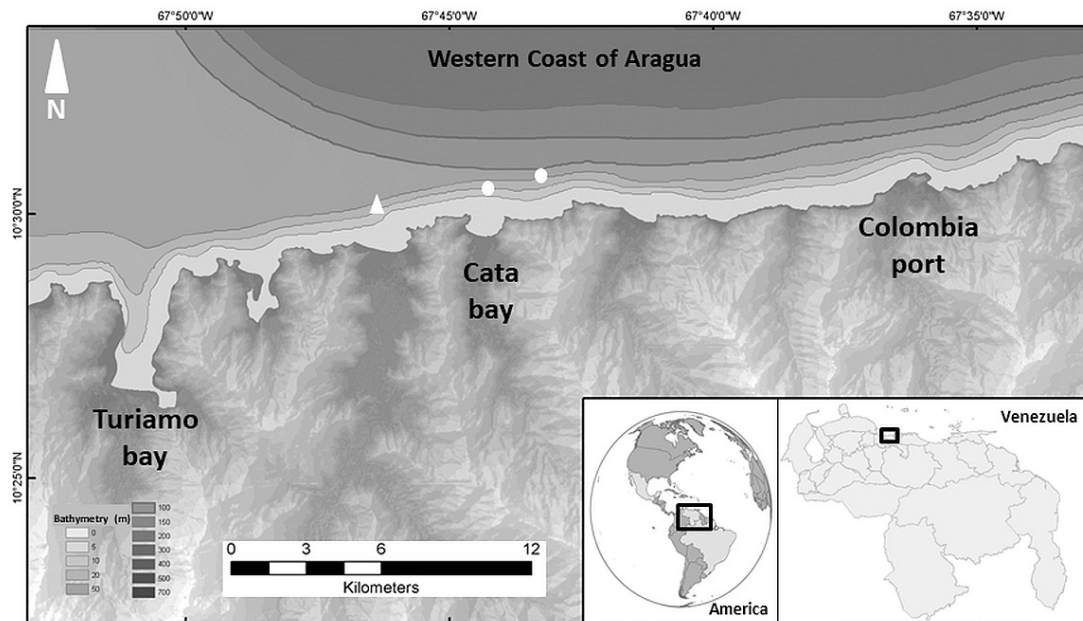 67°50'0"W 67°45'0"W 67°40'0"W 67°35'0"W
Western Coast of Aragua
N
10°30'0"N
Colombia
port
Cata
bay
Turiamo
bay
10°25'0"N
Bathymetry (m)
0
5
10
20
50
100
150
200
300
400
500
700
0 3 6 12
Kilometers
America
Venezuela